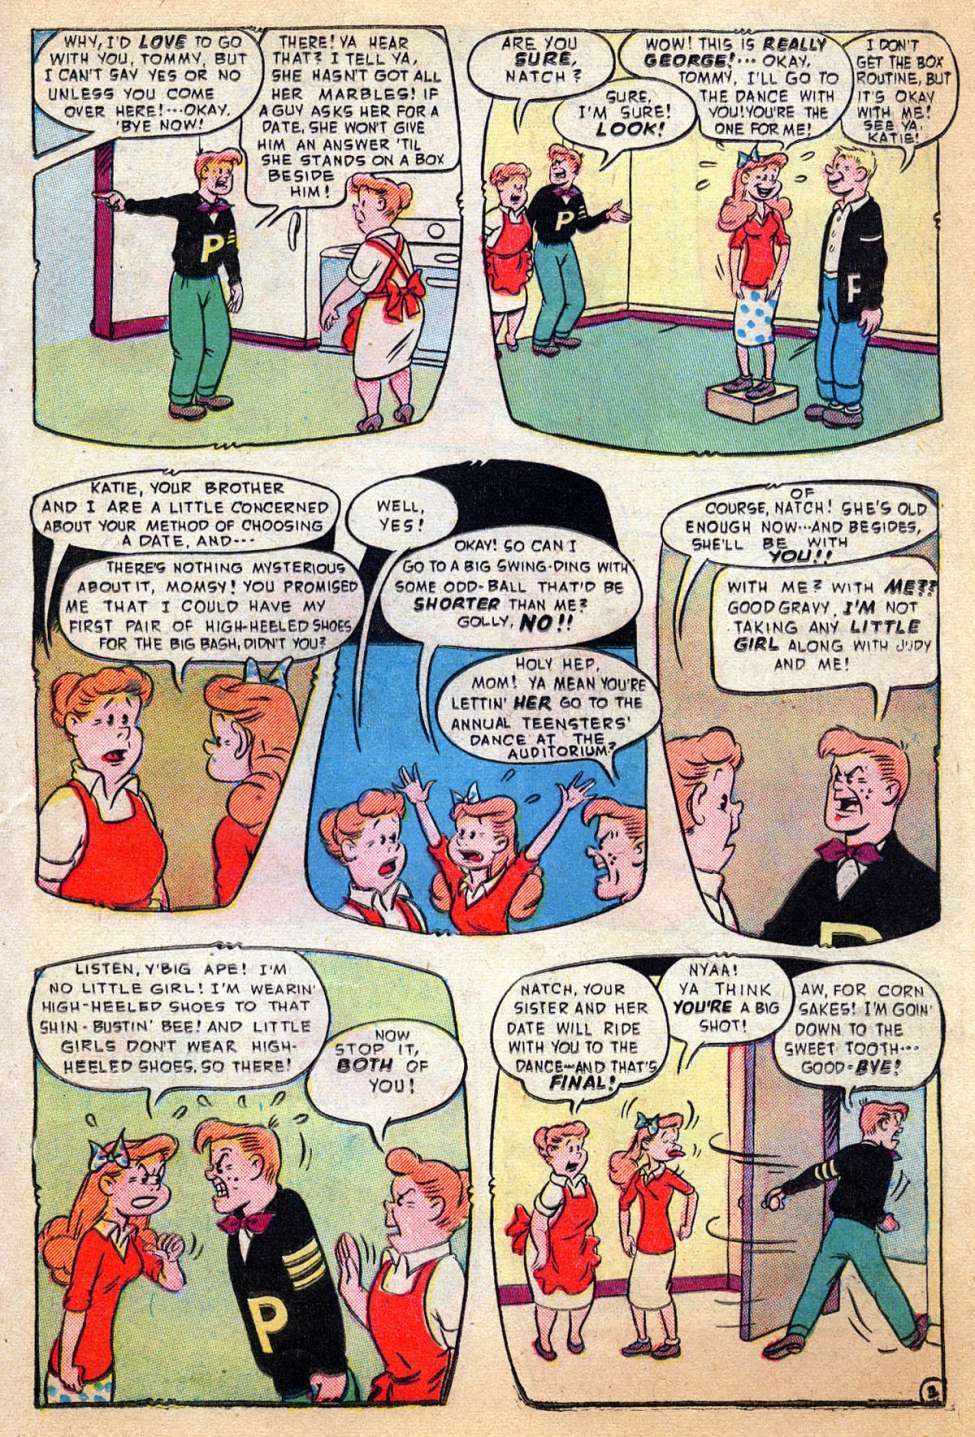 WHY, I'D LOVE TO GO
WITH YOU, TOMMY, BUT
I CAN'T SAY YES OR NO
UNLESS YOU COME
OVER HERE!···OKAY.
'BYE NOW!
THERE! YA HEAR
THAT? I TELL YA,
SHE HASN'T GOT ALL
HER MARBLES! IF
A GUY ASKS HER FOR A
DATE, SHE WON'T GIVE
HIM AN ANSWER 'TIL
SHE STANDS ON A BOX
BESIDE
HIM!
P
ARE YOU
SURE,
NATCH?
SURE,
I'M SURE!
LOOK!
WOW! THIS IS REALLY
GEORGE!··· OKAY,
TOMMY, I'LL GO TO
THE DANCE WITH
YOU! YOU'RE THE
ONE FOR ME!
I DON'T
GET THE BOX
ROUTINE, BUT
IT'S OKAY
WITH ME!
SEE YA,
KATIE!
P
F
KATIE, YOUR BROTHER
AND I ARE A LITTLE CONCERNED
ABOUT YOUR METHOD OF CHOOSING
A DATE, AND---
THERE'S NOTHING MYSTERIOUS
ABOUT IT, MOMSY! YOU PROMISED
ME THAT I COULD HAVE MY
FIRST PAIR OF HIGH-HEELED SHOES
FOR THE BIG BASH, DIDN'T YOU?
WELL,
YES!
OKAY! SO CAN I
GO TO A BIG SWING-DING WITH
SOME ODD-BALL THAT'D BE
SHORTER THAN ME?
GOLLY, NO!!
HOLY HEP,
MOM! YA MEAN YOU'RE
LETTIN' HER GO TO THE
ANNUAL TEENSTERS'
DANCE AT THE
AUDITORIUM?
OF
COURSE, NATCH! SHE'S OLD
ENOUGH NOW---AND BESIDES,
SHE'LL BE WITH
YOU!!
WITH ME? WITH ME??
GOOD GRAVY, I'M NOT
TAKING ANY LITTLE
GIRL ALONG WITH JUDY
AND ME!
P
LISTEN, Y'BIG APE! I'M
NO LITTLE GIRL! I'M WEARIN'
HIGH-HEELED SHOES TO THAT
SHIN-BUSTIN' BEE! AND LITTLE
GIRLS DON'T WEAR HIGH-
HEELED SHOES, SO THERE!
NOW
STOP IT,
BOTH OF
YOU!
P
NATCH, YOUR
SISTER AND HER
DATE WILL RIDE
WITH YOU TO THE
DANCE--AND THAT'S
FINAL!
NYAA!
YA THINK
YOU'RE A BIG
SHOT!
AW, FOR CORN
SAKES! I'M GOIN'
DOWN TO THE
SWEET TOOTH---
GOOD-BYE!